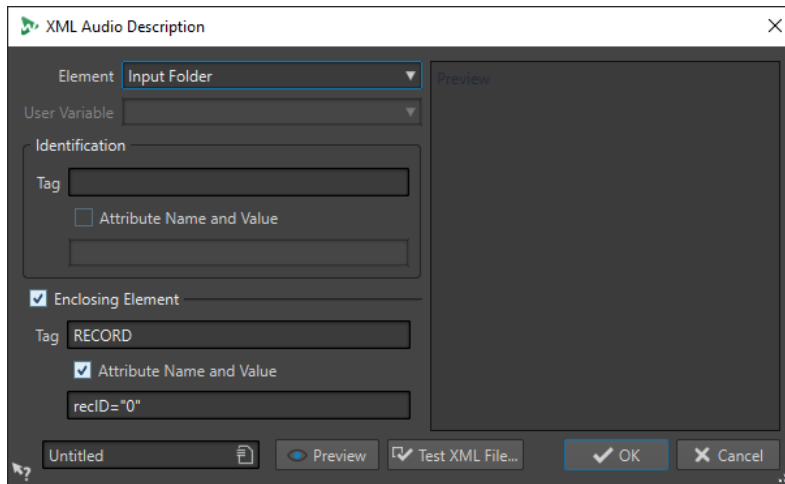 XML Audio Description
Element Input Folder
Preview
User Variable
Identification
Tag
Attribute Name and Value
Enclosing Element
Tag RECORD
Attribute Name and Value
recID="0"
Untitled Preview Test XML File... OK Cancel